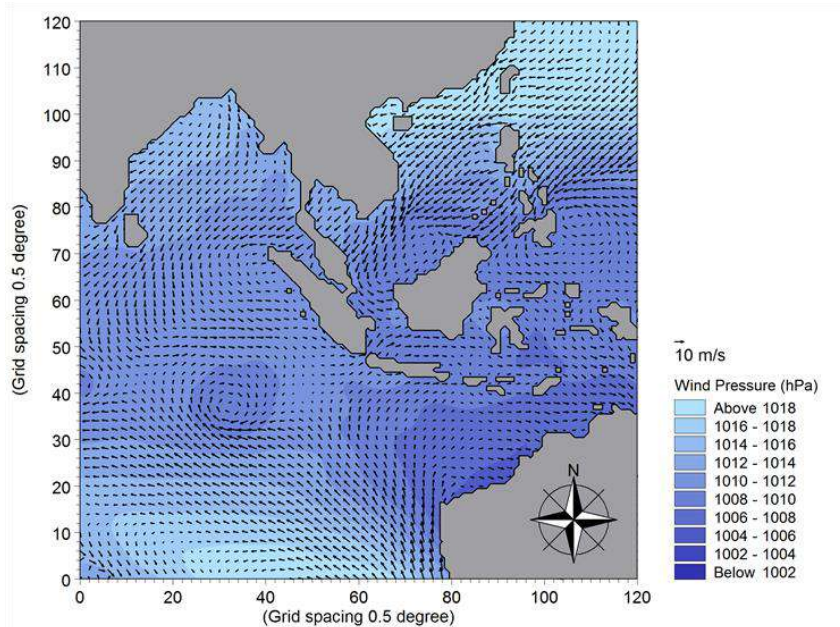 120
110
100
90
80
70
60
50
40
30
20
10
0
(Grid spacing 0.5 degree)
0 20 40 60 80 100 120
(Grid spacing 0.5 degree)
N
10 m/s
Wind Pressure (hPa)
Above 1018
1016 - 1018
1014 - 1016
1012 - 1014
1010 - 1012
1008 - 1010
1006 - 1008
1004 - 1006
1002 - 1004
Below 1002